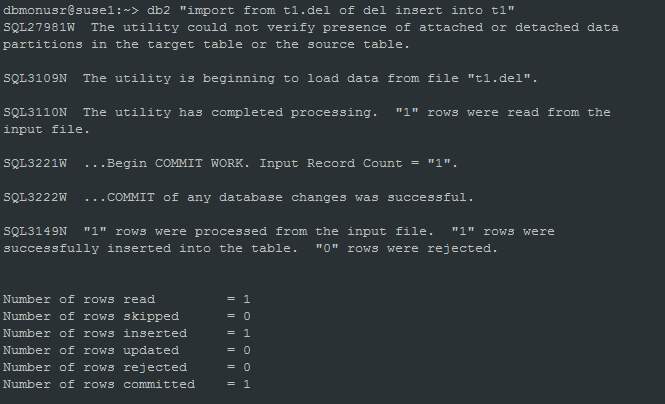 dbmonusr@suse1:~> db2 "import from t1.del of del insert into t1"
SQL27981W  The utility could not verify presence of attached or detached data
partitions in the target table or the source table.
SQL3109N  The utility is beginning to load data from file "t1.del".
SQL3110N  The utility has completed processing.  "1" rows were read from the
input file.
SQL3221W  ...Begin COMMIT WORK. Input Record Count = "1".
SQL3222W  ...COMMIT of any database changes was successful.
SQL3149N  "1" rows were processed from the input file.  "1" rows were
successfully inserted into the table.  "0" rows were rejected.
Number of rows read         = 1
Number of rows skipped      = 0
Number of rows inserted     = 1
Number of rows updated      = 0
Number of rows rejected     = 0
Number of rows committed    = 1